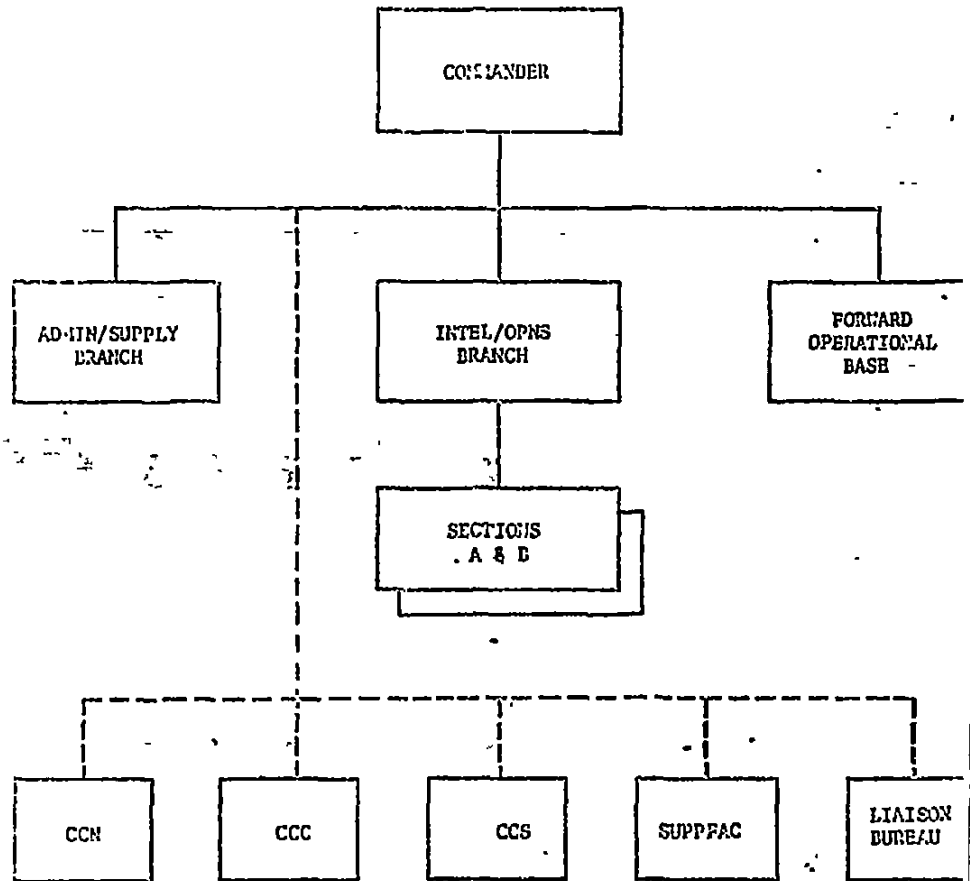 COMMANDER
ADMIN/SUPPLY
BRANCH
INTEL/OPNS
BRANCH
FORWARD
OPERATIONAL
BASE
SECTIONS
A & B
CCN
CCC
CCS
SUPPFAC
LIAISON
BUREAU